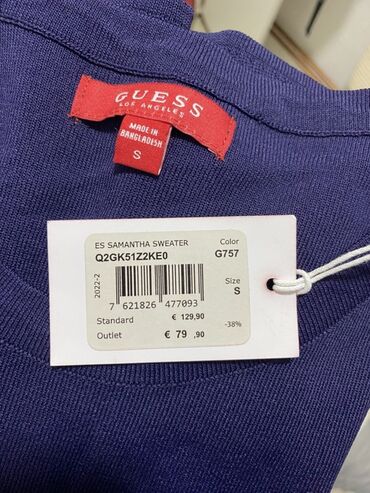 GUESS
LOS ANGELES
MADE IN
BANGLADESH
S
ES SAMANTHA SWEATER
Color
Q2GK51Z2KE0
G757
2022-2
Size
S
7 621826 477093
Standard € 129,90
-38%
Outlet € 79 ,90